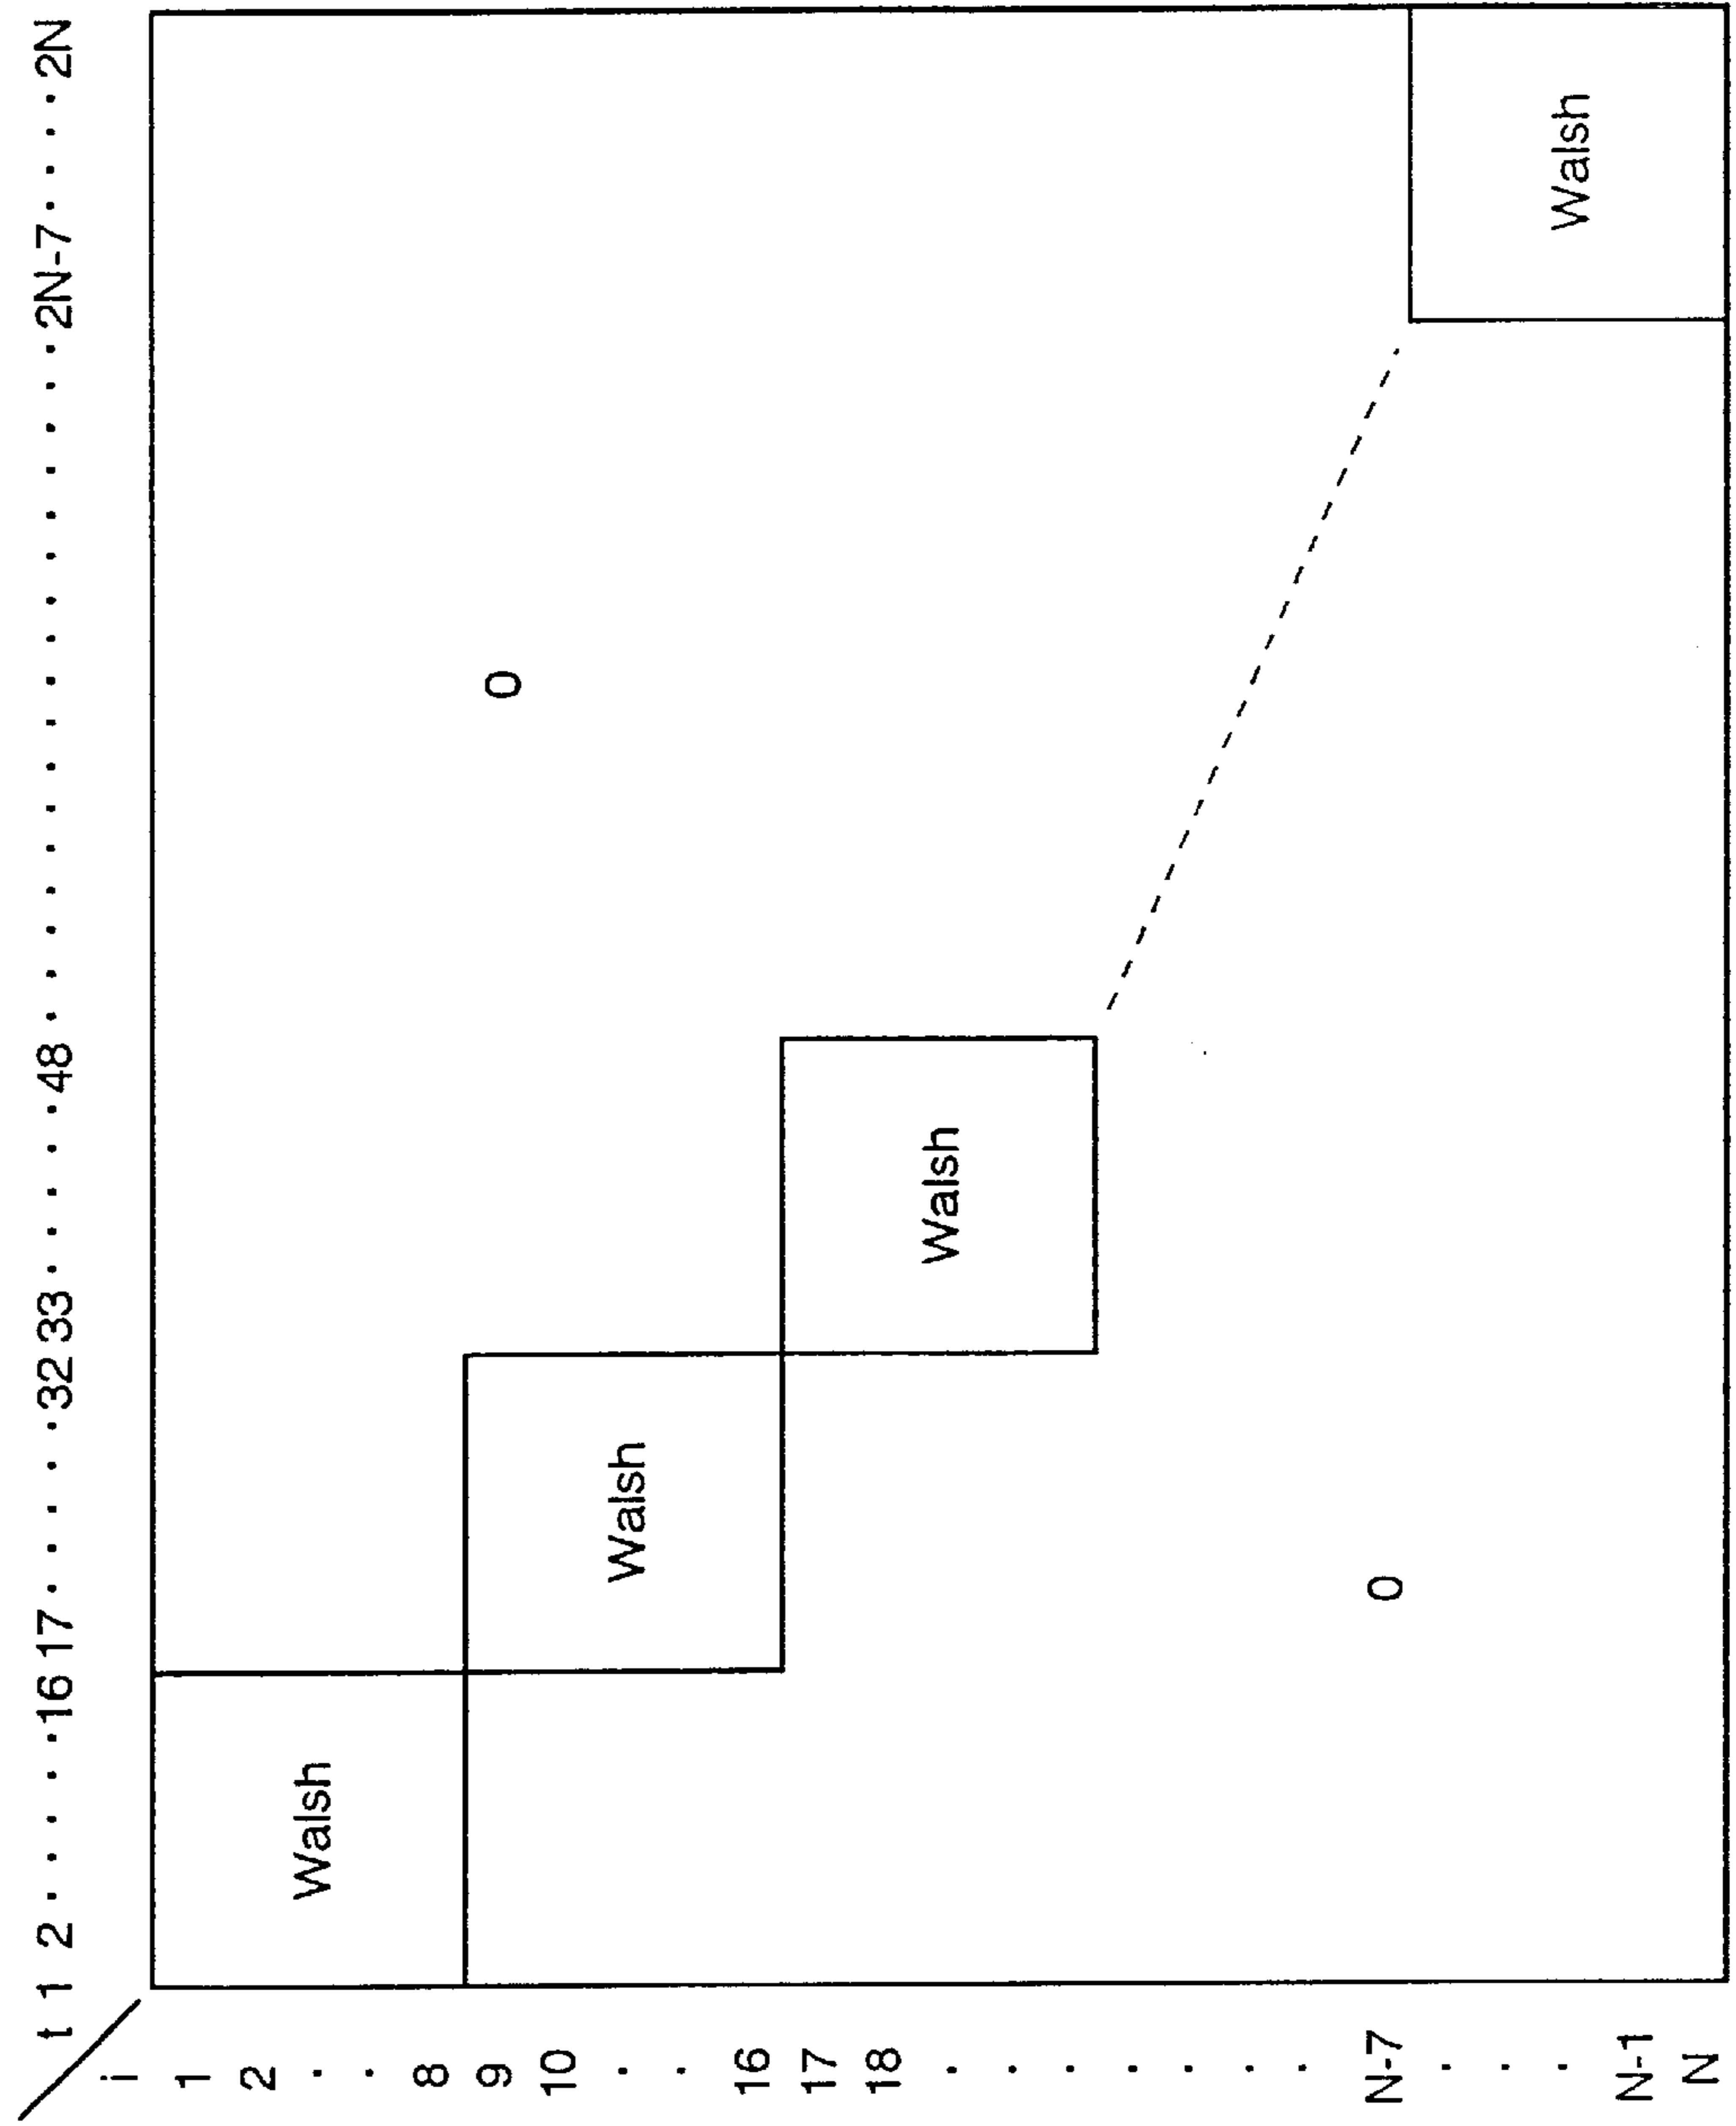 t 1 2 . . . . . 16 17 . . . . . 32 33 . . . . . 48 . . . . . . . . . . . . . . . . . 2N-7 . . . . 2N
i
1
2
. Walsh
.
8
9 0
10
. Walsh
.
16
17
18
. Walsh
.
.
.
.
.
.
N-7 0
.
.
. Walsh
N-1
N